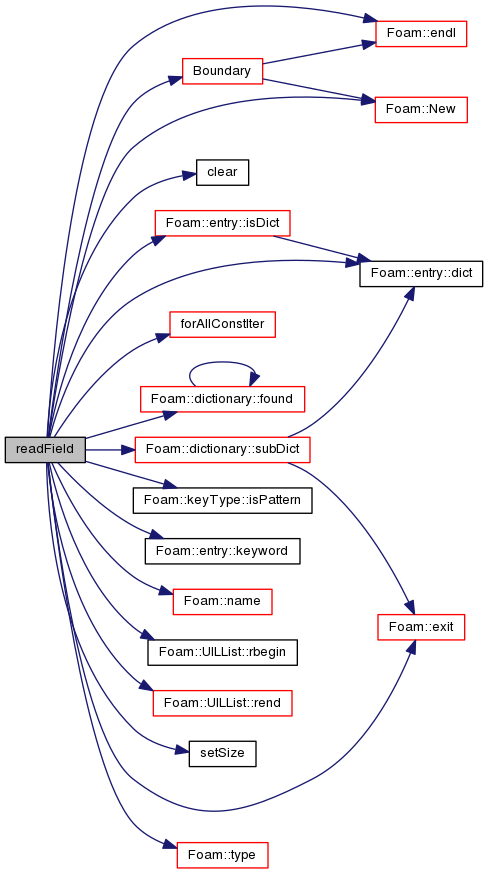 Foam::endl
Boundary
Foam::New
clear
Foam::entry::isDict
Foam::entry::dict
forAllConstIter
Foam::dictionary::found
readField
Foam::dictionary::subDict
Foam::keyType::isPattern
Foam::entry::keyword
Foam::name
Foam::exit
Foam::UILList::rbegin
Foam::UILList::rend
setSize
Foam::type